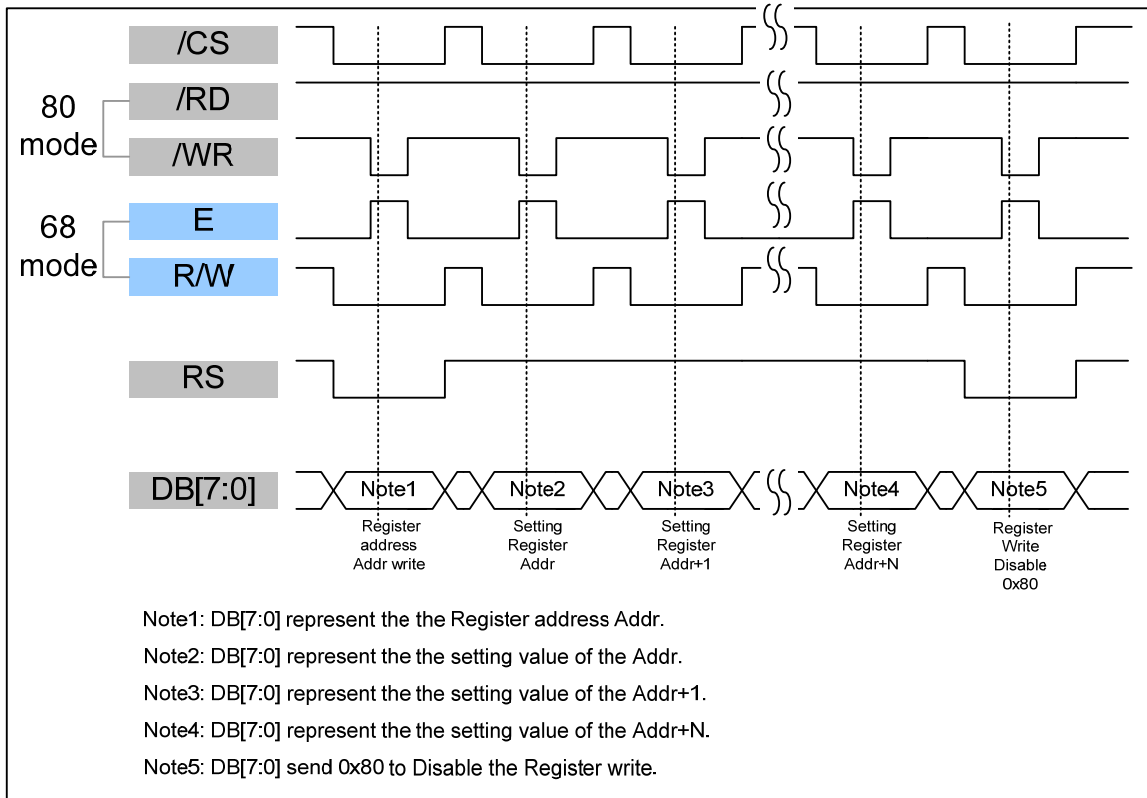 /CS
80
mode
/RD
/WR
68
mode
E
R/W
RS
DB[7:0]
Note1
Note2
Note3
Note4
Note5
Register
address
Addr write
Setting
Register
Addr
Setting
Register
Addr+1
Setting
Register
Addr+N
Register
Write
Disable
0x80
Note1: DB[7:0] represent the the Register address Addr.
Note2: DB[7:0] represent the the setting value of the Addr.
Note3: DB[7:0] represent the the setting value of the Addr+1.
Note4: DB[7:0] represent the the setting value of the Addr+N.
Note5: DB[7:0] send 0x80 to Disable the Register write.